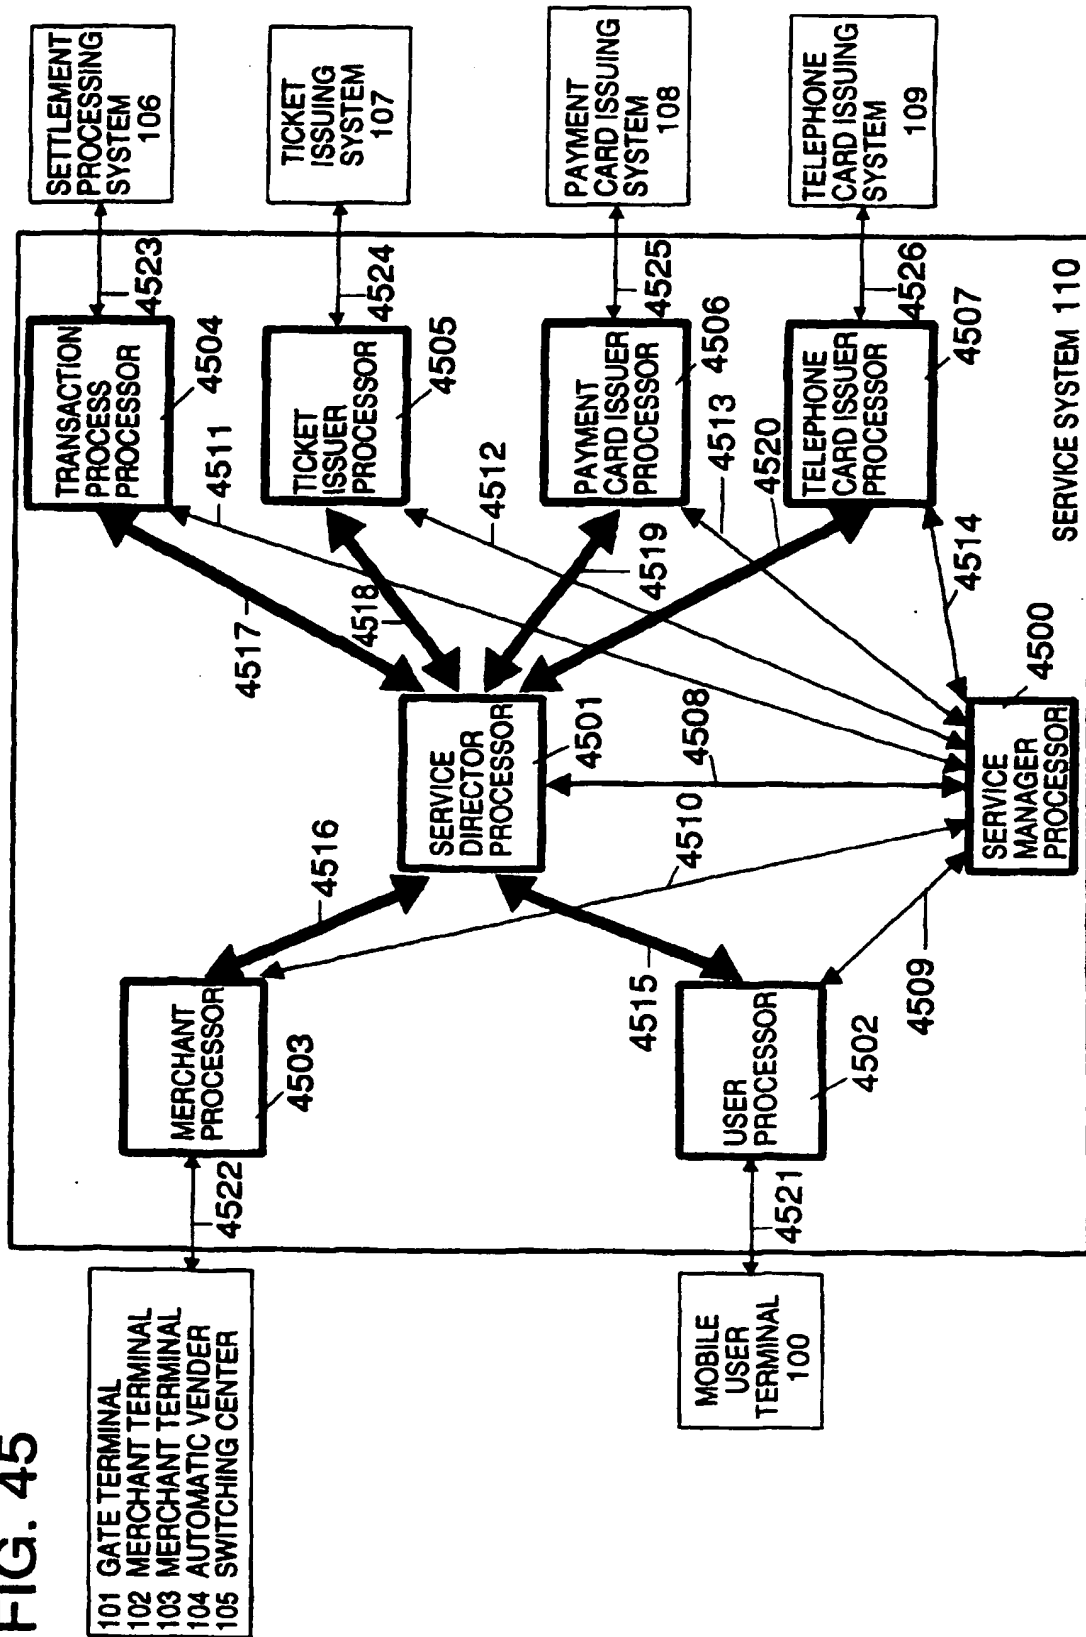 FIG. 45
101 GATE TERMINAL
102 MERCHANT TERMINAL
103 MERCHANT TERMINAL
104 AUTOMATIC VENDER
105 SWITCHING CENTER
MOBILE
USER
TERMINAL
100
4522
4521
MERCHANT
PROCESSOR
4503
USER
PROCESSOR
4502
4516
4515
4510
4509
SERVICE
DIRECTOR
PROCESSOR
4501
4508
SERVICE
MANAGER
PROCESSOR
4500
4517
4518
4519
4520
4511
4512
4513
4514
TRANSACTION
PROCESS
PROCESSOR
4504
TICKET
ISSUER
PROCESSOR
4505
PAYMENT
CARD ISSUER
PROCESSOR
4506
TELEPHONE
CARD ISSUER
PROCESSOR
4507
4523
4524
4525
4526
SERVICE SYSTEM 110
SETTLEMENT
PROCESSING
SYSTEM
106
TICKET
ISSUING
SYSTEM
107
PAYMENT
CARD ISSUING
SYSTEM
108
TELEPHONE
CARD ISSUING
SYSTEM
109